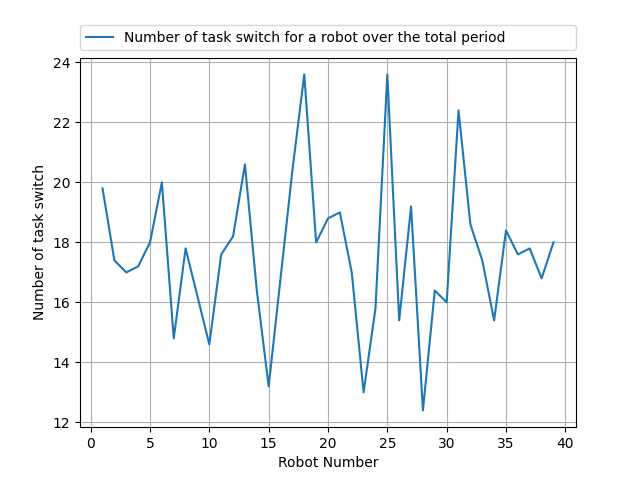 Number of task switch for a robot over the total period
24
22
20
18
16
14
12
Number of task switch
0 5 10 15 20 25 30 35 40
Robot Number